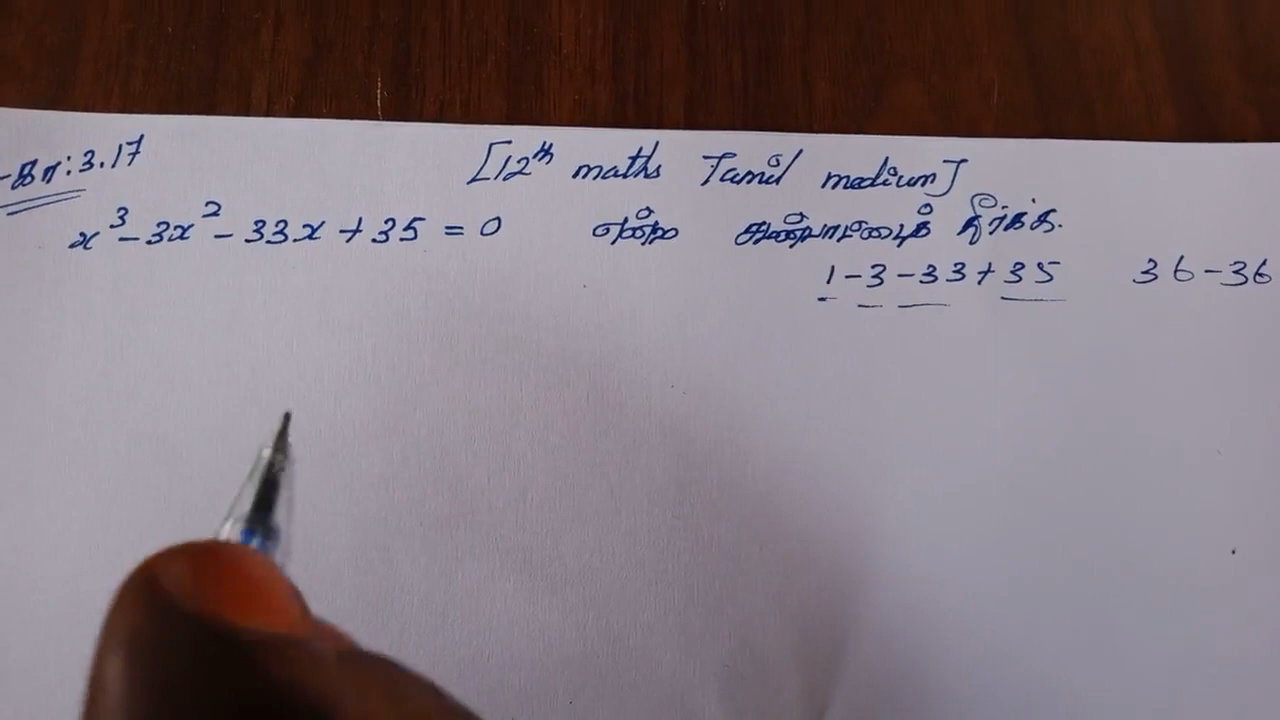 -கா: 3.17
[12th maths Tamil medium]
x³ - 3x² - 33x + 35 = 0 என்ற சமன்பாட்டைத் தீர்க்க.
1 - 3 - 33 + 35 36 - 36